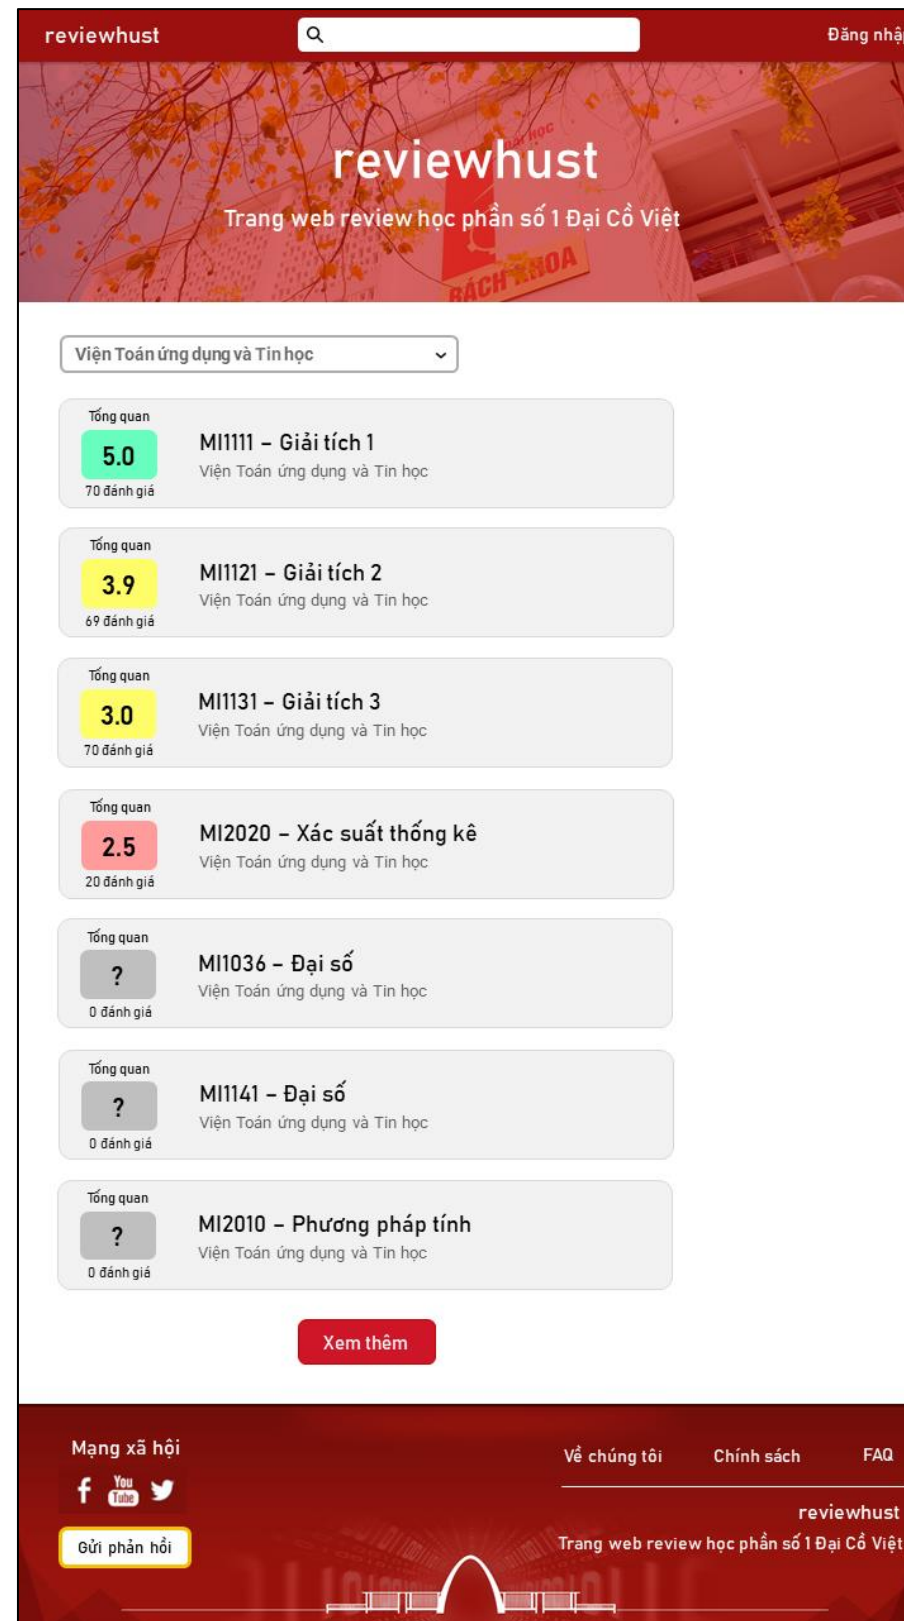 reviewhust
Đăng nhập
ĐẠI HỌC
reviewhust
Trang web review học phần số 1 Đại Cồ Việt
BÁCH KHOA
Viện Toán ứng dụng và Tin học
Tổng quan
5.0
70 đánh giá
MI1111 – Giải tích 1
Viện Toán ứng dụng và Tin học
Tổng quan
3.9
69 đánh giá
MI1121 – Giải tích 2
Viện Toán ứng dụng và Tin học
Tổng quan
3.0
70 đánh giá
MI1131 – Giải tích 3
Viện Toán ứng dụng và Tin học
Tổng quan
2.5
20 đánh giá
MI2020 – Xác suất thống kê
Viện Toán ứng dụng và Tin học
Tổng quan
?
0 đánh giá
MI1036 – Đại số
Viện Toán ứng dụng và Tin học
Tổng quan
?
0 đánh giá
MI1141 – Đại số
Viện Toán ứng dụng và Tin học
Tổng quan
?
0 đánh giá
MI2010 – Phương pháp tính
Viện Toán ứng dụng và Tin học
Xem thêm
Mạng xã hội
f You Tube
Gửi phản hồi
Về chúng tôi Chính sách FAQ
reviewhust
Trang web review học phần số 1 Đại Cồ Việt